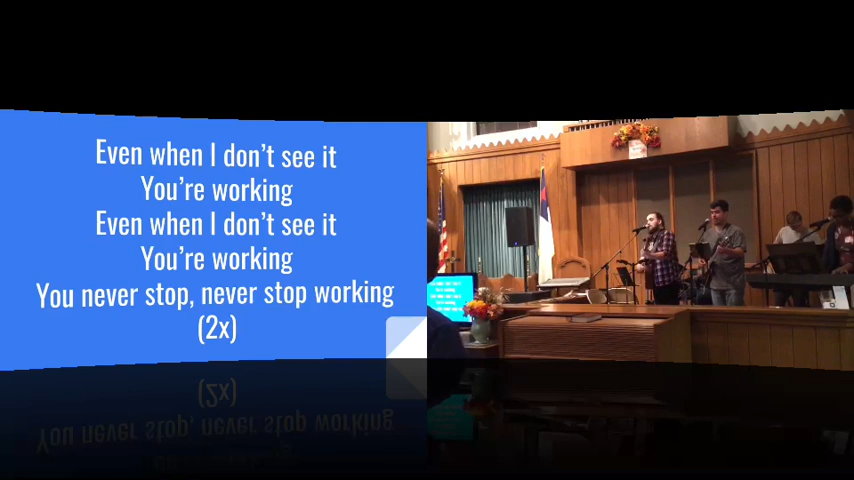 Even when I don't see it
You're working
Even when I don't see it
You're working
You never stop, never stop working
(2x)